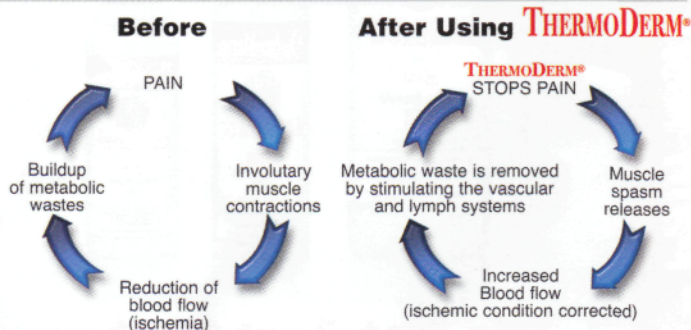 Before
PAIN
Involutary
muscle
contractions
Reduction of
blood flow
(ischemia)
Buildup
of metabolic
wastes
After Using THERMODERM®
THERMODERM®
STOPS PAIN
Muscle
spasm
releases
Increased
Blood flow
(ischemic condition corrected)
Metabolic waste is removed
by stimulating the vascular
and lymph systems